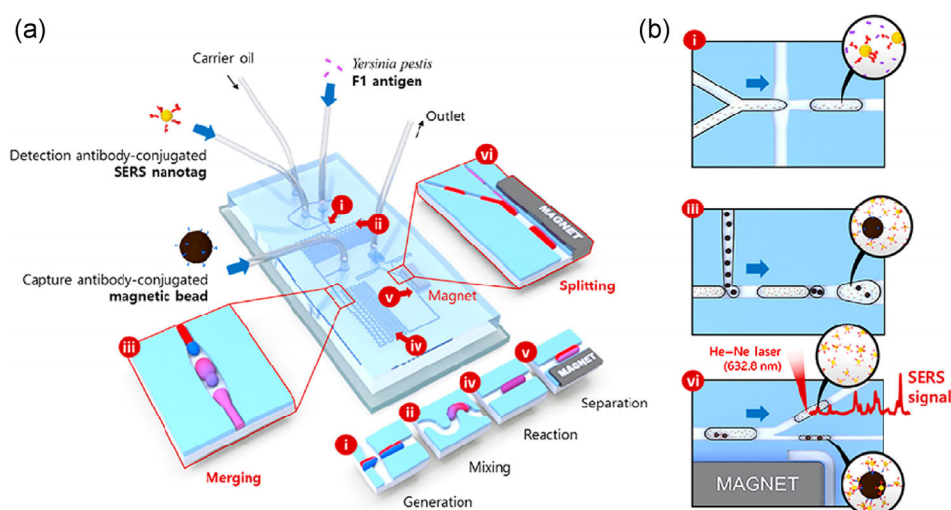 (a)
Carrier oil
Yersinia pestis
F1 antigen
Outlet
Detection antibody-conjugated
SERS nanotag
vi
MAGNET
Splitting
i
ii
Capture antibody-conjugated
magnetic bead
v
Magnet
iii
iv
Merging
v
MAGNET
Separation
iv
Reaction
ii
Mixing
i
Generation
(b)
i
iii
He–Ne laser
(632.8 nm)
SERS
signal
vi
MAGNET